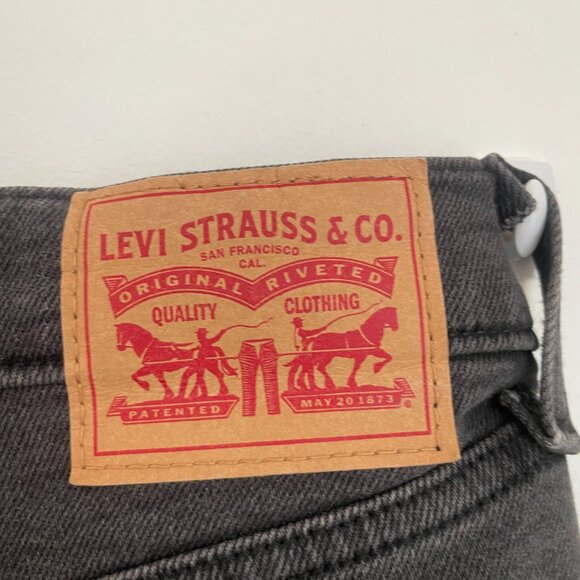 LEVI STRAUSS & CO.
SAN FRANCISCO
CAL.
ORIGINAL RIVETED
QUALITY CLOTHING
PATENTED MAY 20 1873 ®